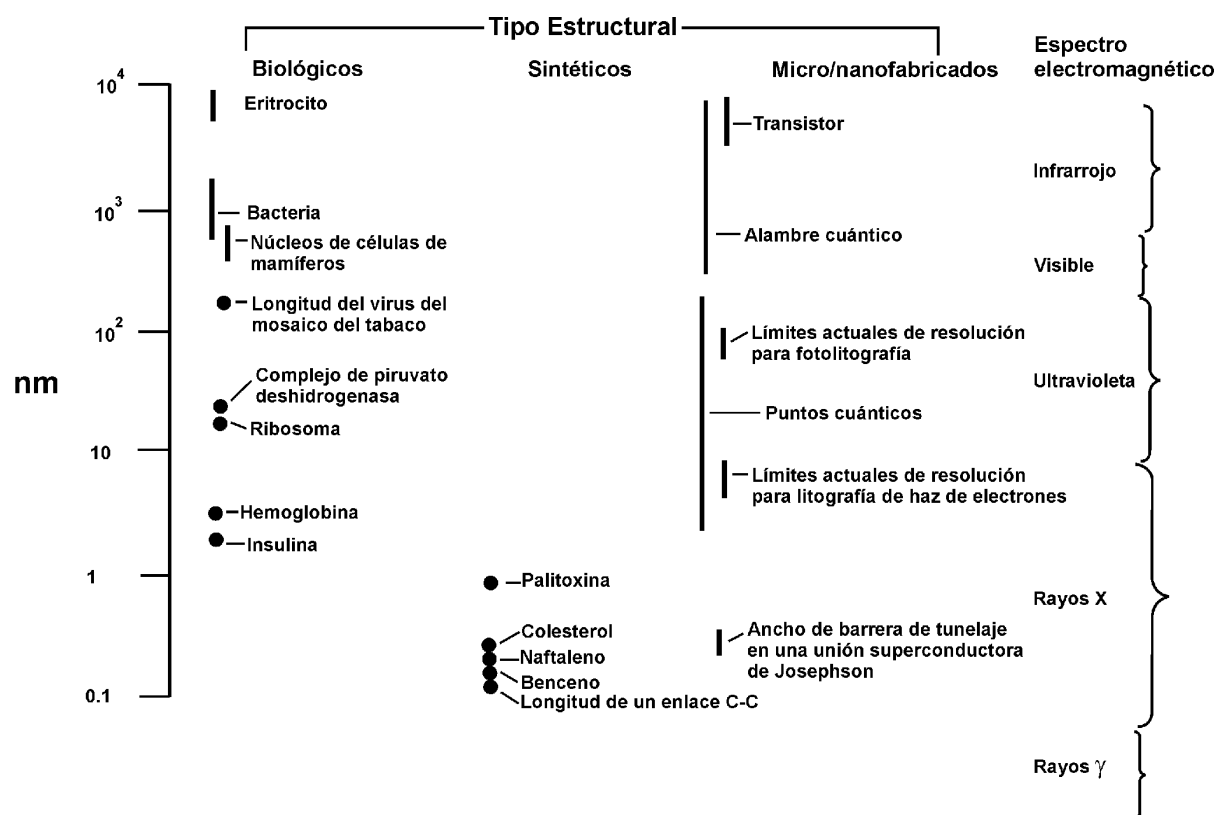 Tipo Estructural
Biológicos
Sintéticos
Micro/nanofabricados
Espectro
electromagnético
nm
10⁴
10³
10²
10
1
0.1
Eritrocito
Bacteria
Núcleos de células de
mamíferos
Longitud del virus del
mosaico del tabaco
Complejo de piruvato
deshidrogenasa
Ribosoma
Hemoglobina
Insulina
Palitoxina
Colesterol
Naftaleno
Benceno
Longitud de un enlace C-C
Transistor
Alambre cuántico
Límites actuales de resolución
para fotolitografía
Puntos cuánticos
Límites actuales de resolución
para litografía de haz de electrones
Ancho de barrera de tunelaje
en una unión superconductora
de Josephson
Infrarrojo
Visible
Ultravioleta
Rayos X
Rayos γ